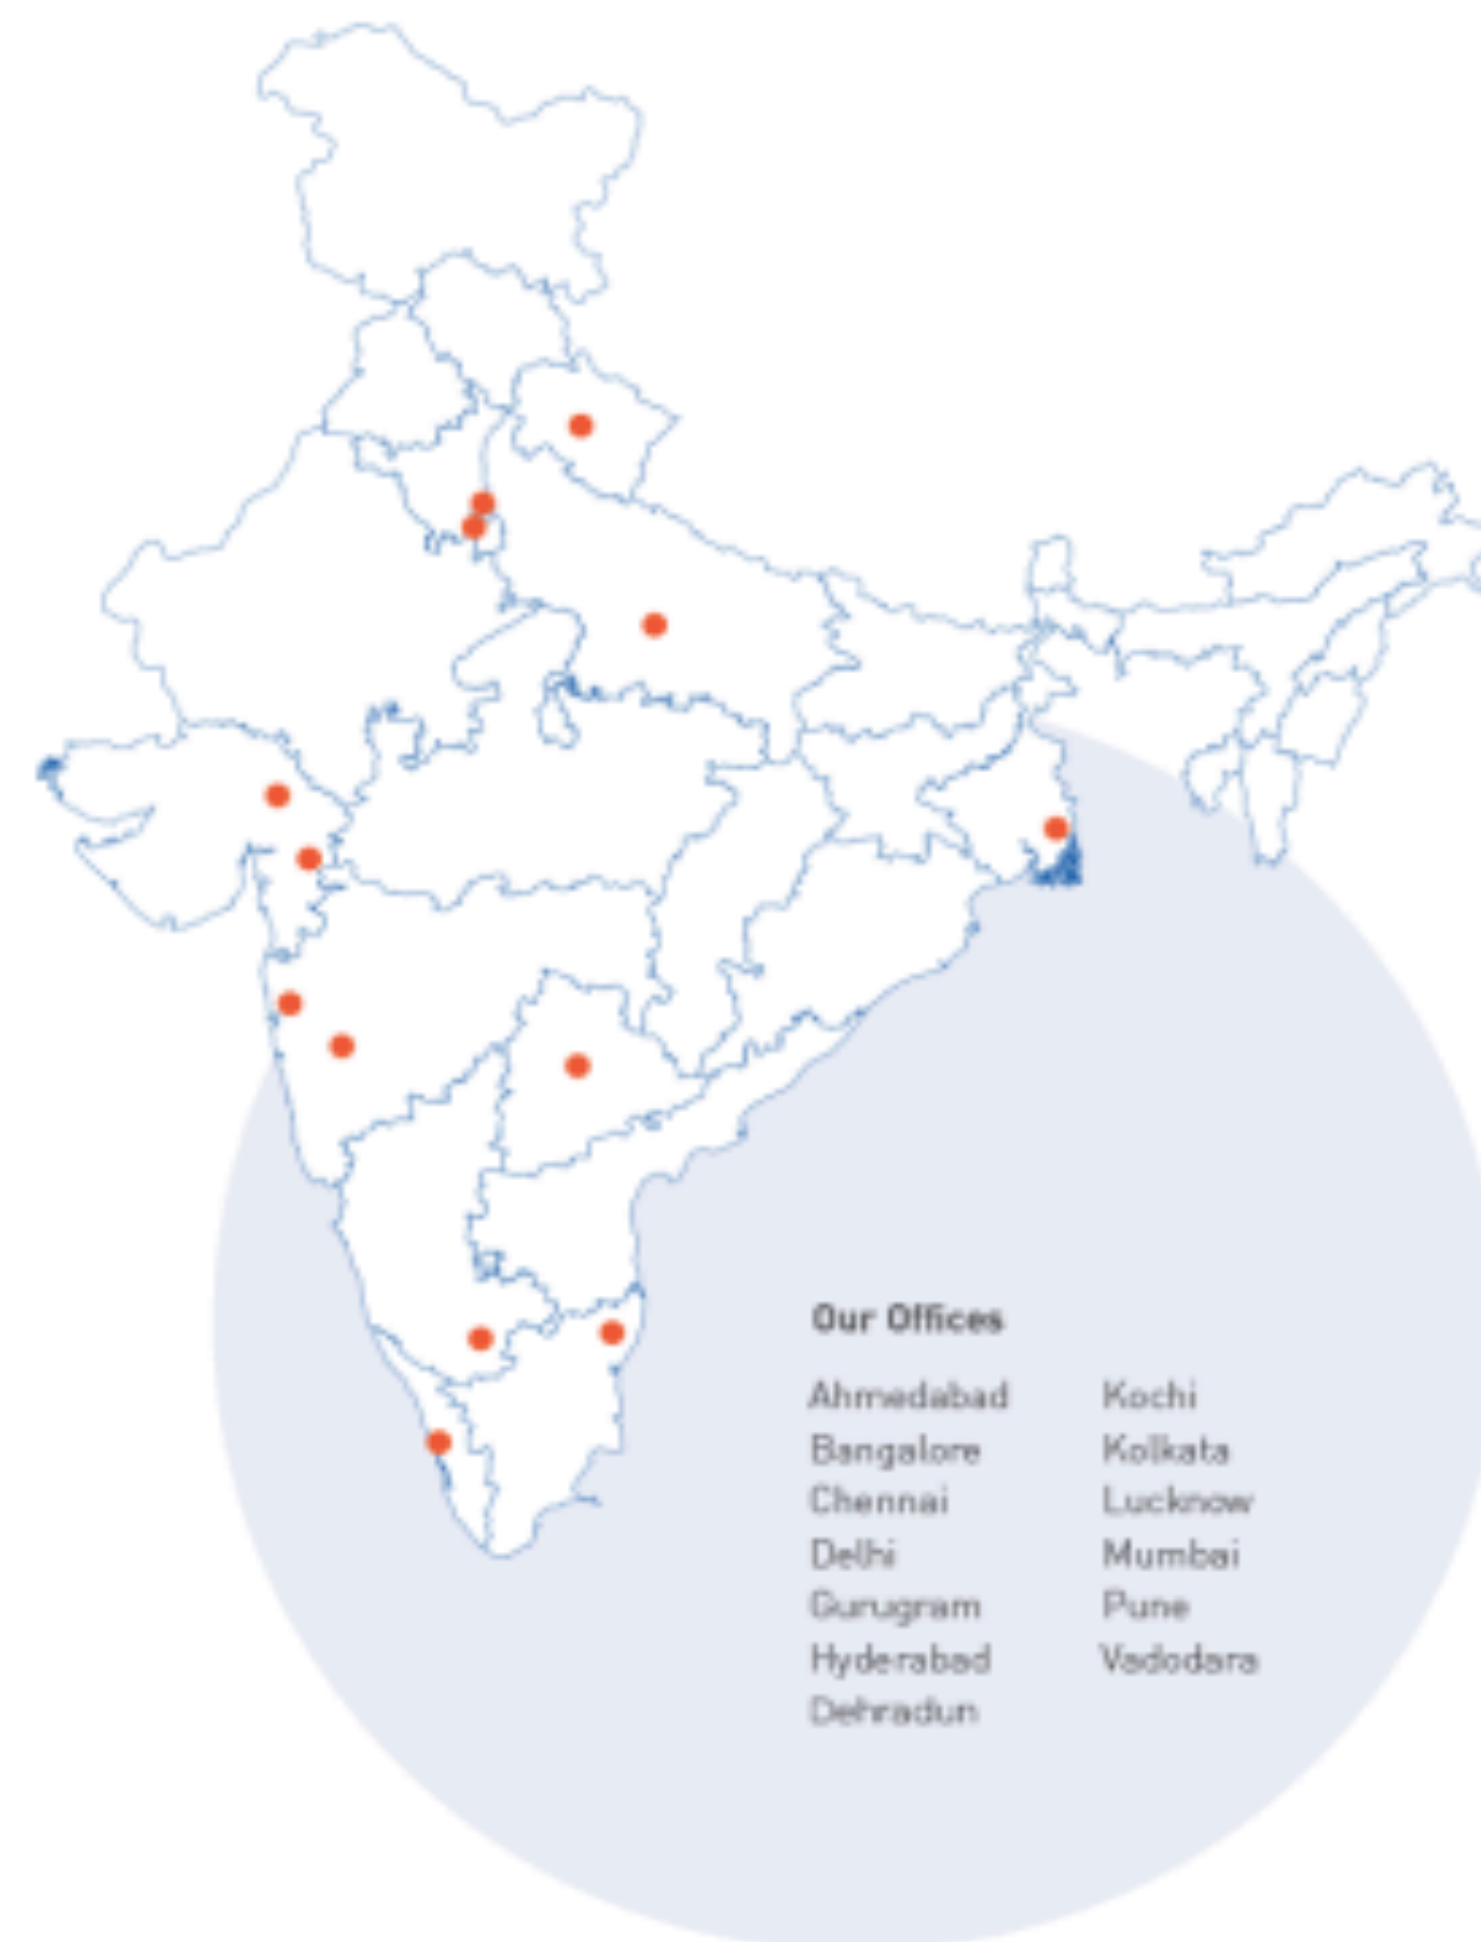 Our Offices
Ahmedabad
Bangalore
Chennai
Delhi
Gurugram
Hyderabad
Dehradun
Kochi
Kolkata
Lucknow
Mumbai
Pune
Vadodara